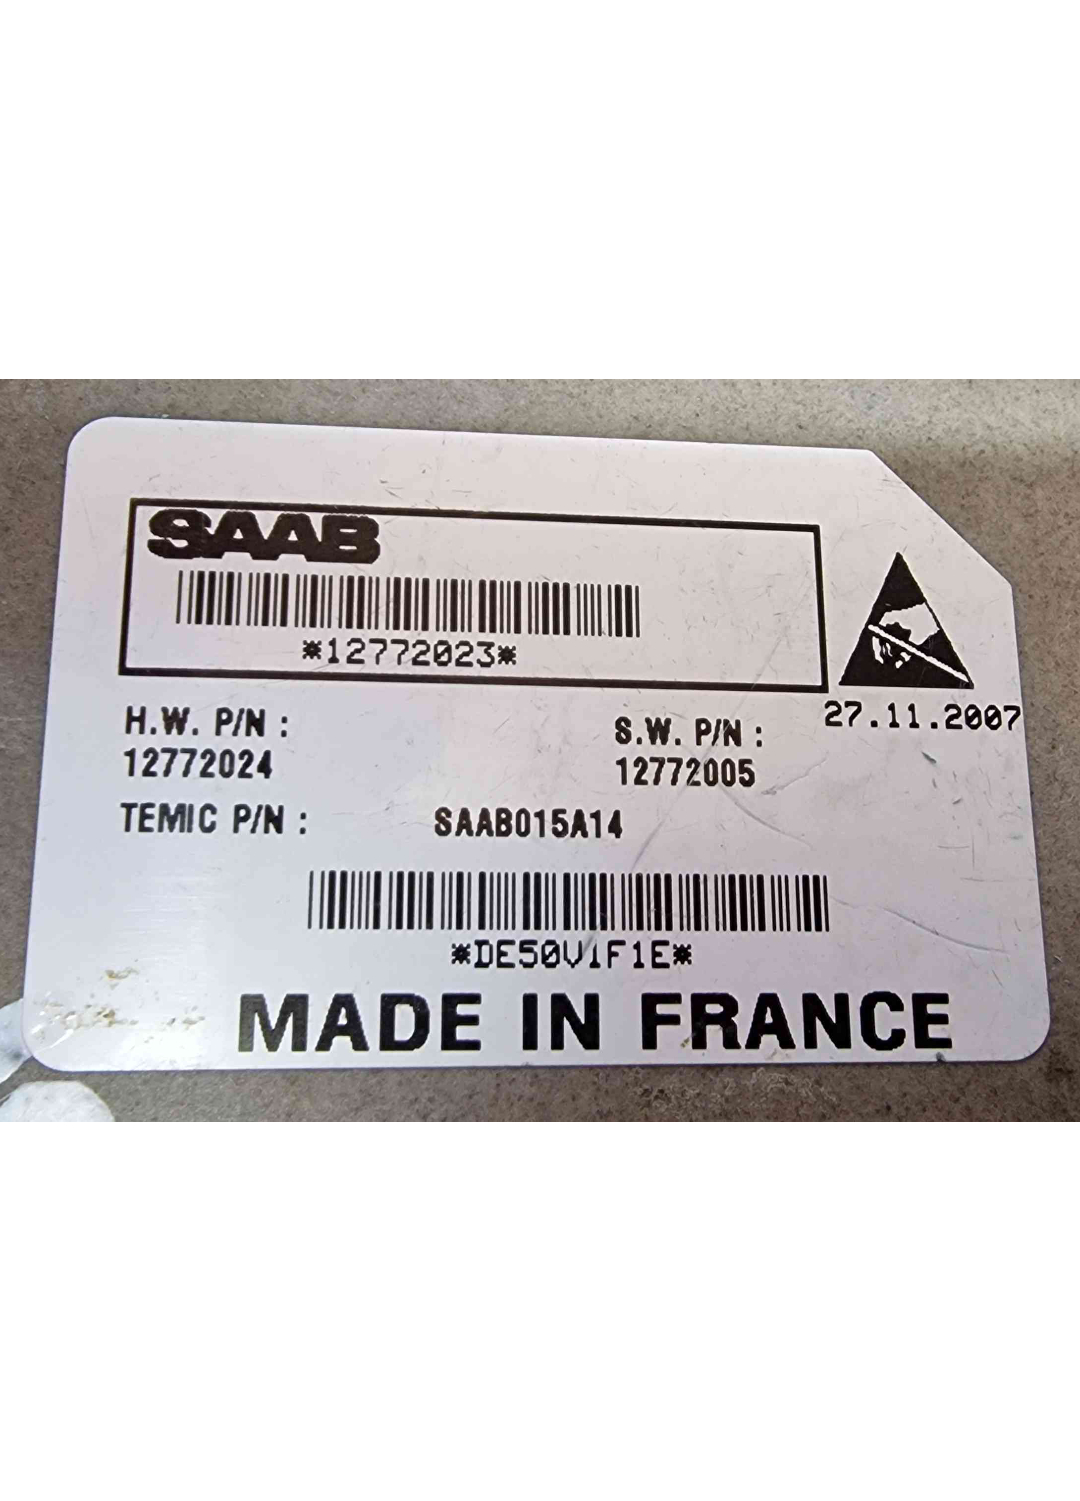 SAAB
*12772023*
27.11.2007
H.W. P/N :
12772024
S.W. P/N :
12772005
TEMIC P/N : SAAB015A14
*DE50V1F1E*
MADE IN FRANCE